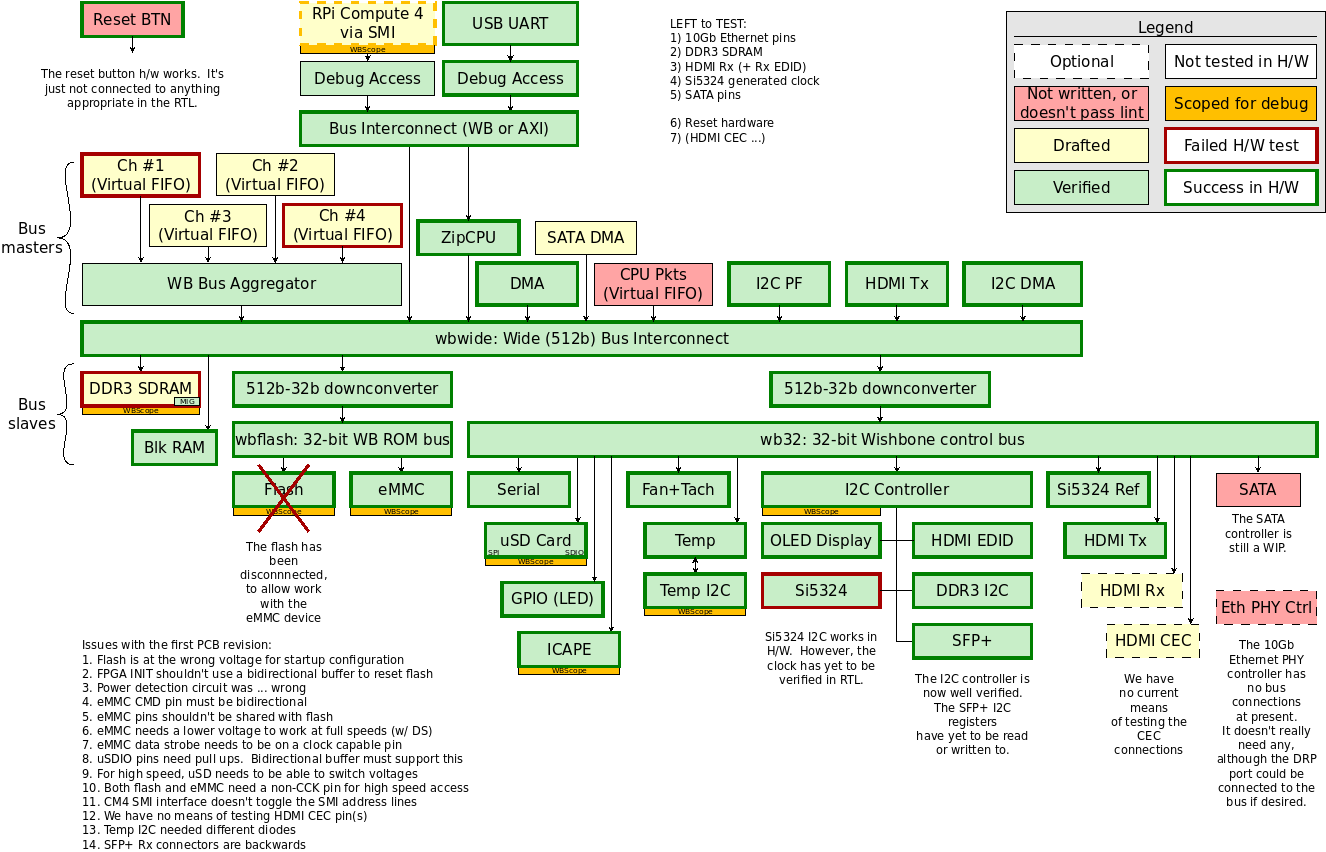 Reset BTN
The reset button h/w works.  It's
just not connected to anything
appropriate in the RTL.
RPi Compute 4
via SMI
WBScope
USB UART
Debug Access
Debug Access
Bus Interconnect (WB or AXI)
LEFT to TEST:
1) 10Gb Ethernet pins
2) DDR3 SDRAM
3) HDMI Rx (+ Rx EDID)
4) Si5324 generated clock
5) SATA pins
6) Reset hardware
7) (HDMI CEC ...)
Legend
Optional
Not tested in H/W
Not written, or
doesn't pass lint
Scoped for debug
Drafted
Failed H/W test
Verified
Success in H/W
Bus
masters
Ch #1
(Virtual FIFO)
Ch #2
(Virtual FIFO)
Ch #3
(Virtual FIFO)
Ch #4
(Virtual FIFO)
WB Bus Aggregator
ZipCPU
SATA DMA
DMA
CPU Pkts
(Virtual FIFO)
I2C PF
HDMI Tx
I2C DMA
wbwide: Wide (512b) Bus Interconnect
Bus
slaves
DDR3 SDRAM
MIG
WBScope
Blk RAM
512b-32b downconverter
512b-32b downconverter
wbflash: 32-bit WB ROM bus
wb32: 32-bit Wishbone control bus
Flash
WBScope
eMMC
WBScope
The flash has
been
disconnnected,
to allow work
with the
eMMC device
Serial
uSD Card
SPI
SDIO
WBScope
GPIO (LED)
ICAPE
WBScope
Fan+Tach
Temp
Temp I2C
WBScope
I2C Controller
WBScope
OLED Display
HDMI EDID
Si5324
DDR3 I2C
SFP+
Si5324 I2C works in
H/W.  However, the
clock has yet to be
verified in RTL.
The I2C controller is
now well verified.
The SFP+ I2C
registers
have yet to be read
or written to.
Si5324 Ref
HDMI Tx
HDMI Rx
HDMI CEC
We have
no current
means
of testing the
CEC
connections
SATA
The SATA
controller is
still a WIP.
Eth PHY Ctrl
The 10Gb
Ethernet PHY
controller has
no bus
connections
at present.
It doesn't really
need any,
although the DRP
port could be
connected to the
bus if desired.
Issues with the first PCB revision:
1. Flash is at the wrong voltage for startup configuration
2. FPGA INIT shouldn't use a bidirectional buffer to reset flash
3. Power detection circuit was ... wrong
4. eMMC CMD pin must be bidirectional
5. eMMC pins shouldn't be shared with flash
6. eMMC needs a lower voltage to work at full speeds (w/ DS)
7. eMMC data strobe needs to be on a clock capable pin
8. uSDIO pins need pull ups.  Bidirectional buffer must support this
9. For high speed, uSD needs to be able to switch voltages
10. Both flash and eMMC need a non-CCK pin for high speed access
11. CM4 SMI interface doesn't toggle the SMI address lines
12. We have no means of testing HDMI CEC pin(s)
13. Temp I2C needed different diodes
14. SFP+ Rx connectors are backwards